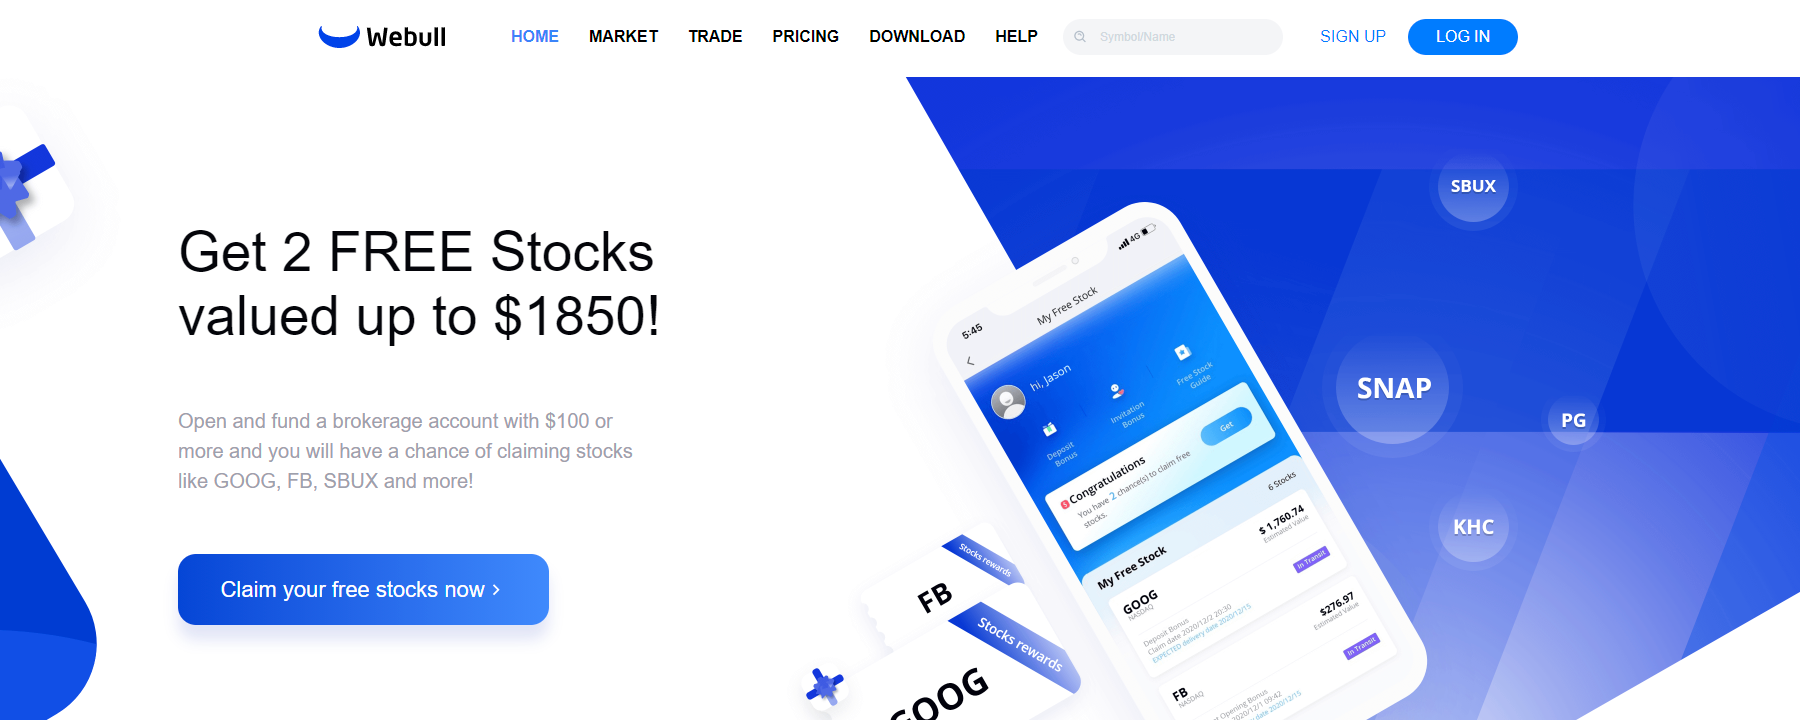 Webull
HOME
MARKET
TRADE
PRICING
DOWNLOAD
HELP
Symbol/Name
SIGN UP
LOG IN
Get 2 FREE Stocks
valued up to $1850!
Open and fund a brokerage account with $100 or
more and you will have a chance of claiming stocks
like GOOG, FB, SBUX and more!
Claim your free stocks now >
Stocks rewards
FB
Stocks rewards
GOOG
5:45
4G
My Free Stock
hi, Jason
Deposit
Bonus
Invitation
Bonus
Free Stock
Guide
Congratulations
You have 2 chance(s) to claim free
stocks.
Get
My Free Stock
6 Stocks
GOOG
NASDAQ
$ 1,760.74
Estimated Value
In Transit
Deposit Bonus
Claim date 2020/12/2 20:30
EXPECTED delivery date 2020/12/15
FB
NASDAQ
$276.97
Estimated Value
In Transit
Opening Bonus
2020/12/1 09:42
delivery date 2020/12/15
SBUX
SNAP
PG
KHC